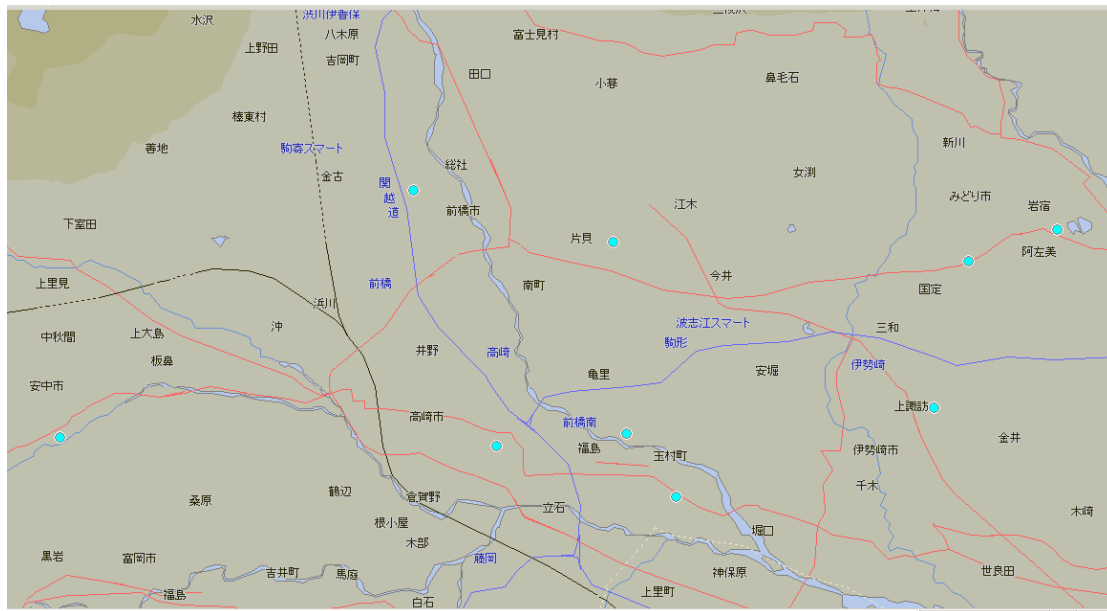 水沢
渋川伊香保
八木原
上野田
吉岡町
富士見村
田口
小暮
鼻毛石
榛東村
善地
駒寄スマート
金古
総社
新川
女渕
関越道
前橋市
江木
みどり市
岩宿
下室田
片貝
阿左美
上里見
前橋
南町
今井
国定
浜川
中秋間
上大島
沖
波志江スマート
三和
駒形
板鼻
井野
高崎
安中市
亀里
安堀
伊勢崎
高崎市
前橋南
上諏訪
福島
玉村町
伊勢崎市
金井
千木
桑原
鶴辺
倉賀野
立石
木崎
根小屋
堀口
木部
黒岩
富岡市
吉井町
馬庭
藤岡
神保原
世良田
福島
白石
上里町